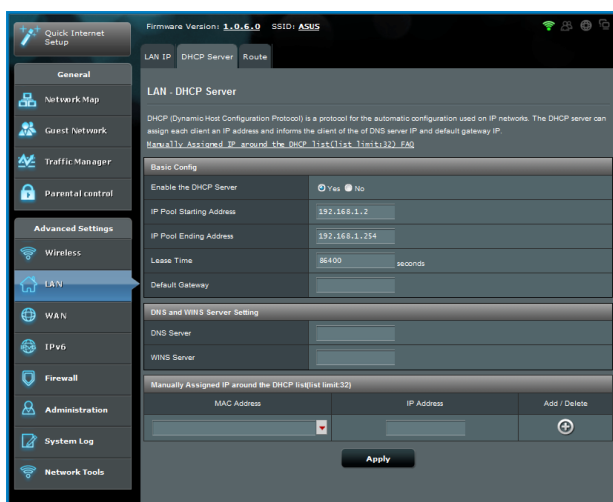 Quick Internet
Setup
General
Network Map
Guest Network
Traffic Manager
Parental control
Advanced Settings
Wireless
LAN
WAN
IPv6
Firewall
Administration
System Log
Network Tools
Firmware Version: 1.0.6.0 SSID: ASUS
LAN IP DHCP Server Route
LAN - DHCP Server
DHCP (Dynamic Host Configuration Protocol) is a protocol for the automatic configuration used on IP networks. The DHCP server can
assign each client an IP address and informs the client of the of DNS server IP and default gateway IP.
Manually Assigned IP around the DHCP list(list limit:32) FAQ
Basic Config
Enable the DHCP Server Yes No
IP Pool Starting Address 192.168.1.2
IP Pool Ending Address 192.168.1.254
Lease Time 86400 seconds
Default Gateway
DNS and WINS Server Setting
DNS Server
WINS Server
Manually Assigned IP around the DHCP list(list limit:32)
MAC Address IP Address Add / Delete
Apply